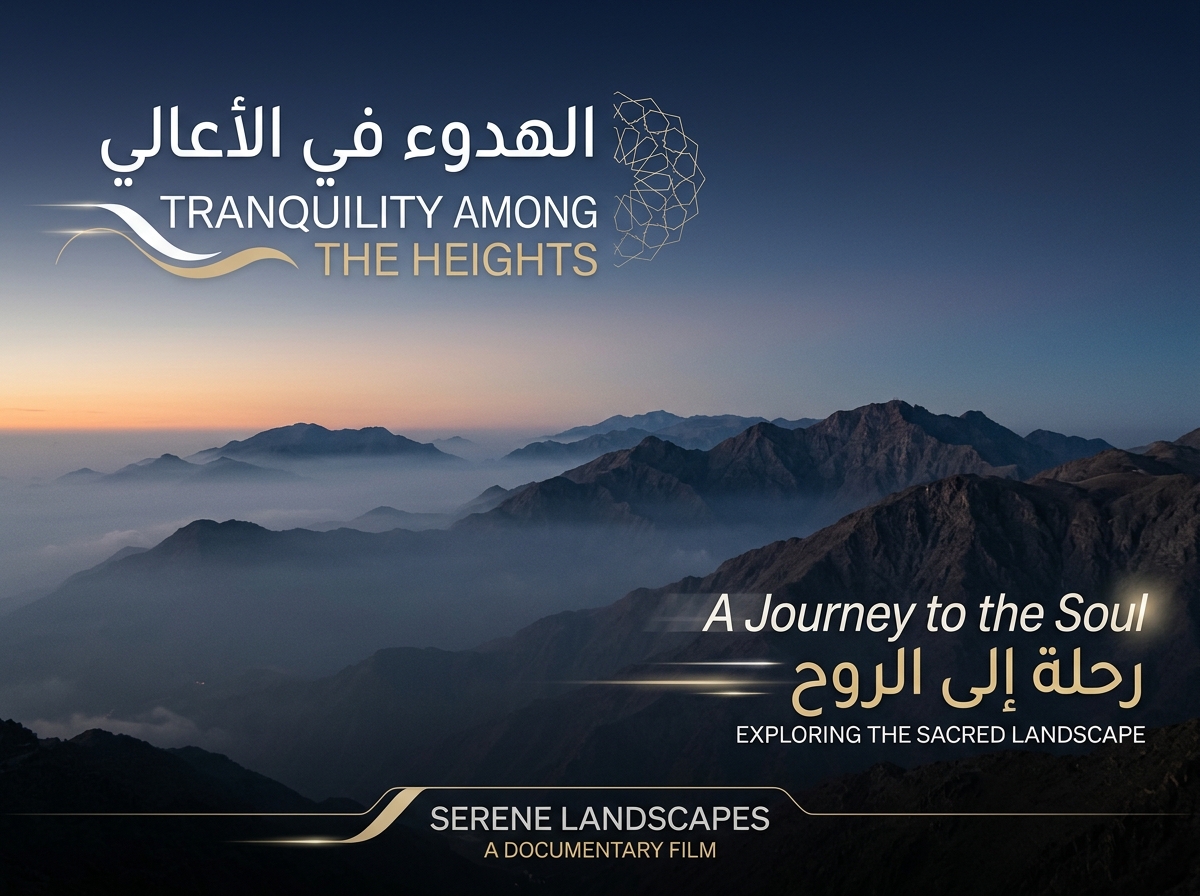 الهدوء في الأعالي
TRANQUILITY AMONG
THE HEIGHTS
A Journey to the Soul
رحلة إلى الروح
EXPLORING THE SACRED LANDSCAPE
SERENE LANDSCAPES
A DOCUMENTARY FILM